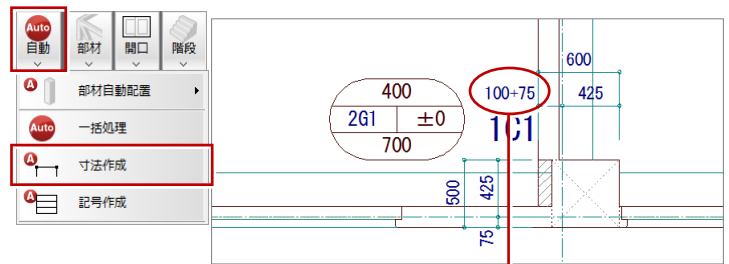 Auto
自動 部材 開口 階段
部材自動配置
Auto 一括処理
寸法作成
記号作成
600
400
100+75 425
2G1 ±0
1C1
700
500 425
75